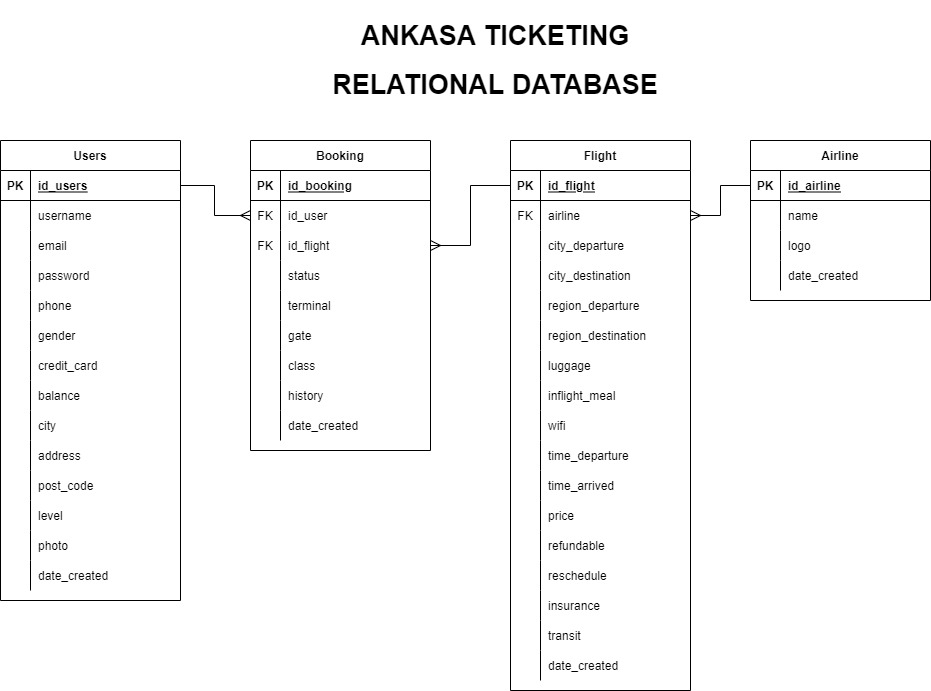 ANKASA TICKETING
RELATIONAL DATABASE
Users
PK id_users
username
email
password
phone
gender
credit_card
balance
city
address
post_code
level
photo
date_created
Booking
PK id_booking
FK id_user
FK id_flight
status
terminal
gate
class
history
date_created
Flight
PK id_flight
FK airline
city_departure
city_destination
region_departure
region_destination
luggage
inflight_meal
wifi
time_departure
time_arrived
price
refundable
reschedule
insurance
transit
date_created
Airline
PK id_airline
name
logo
date_created